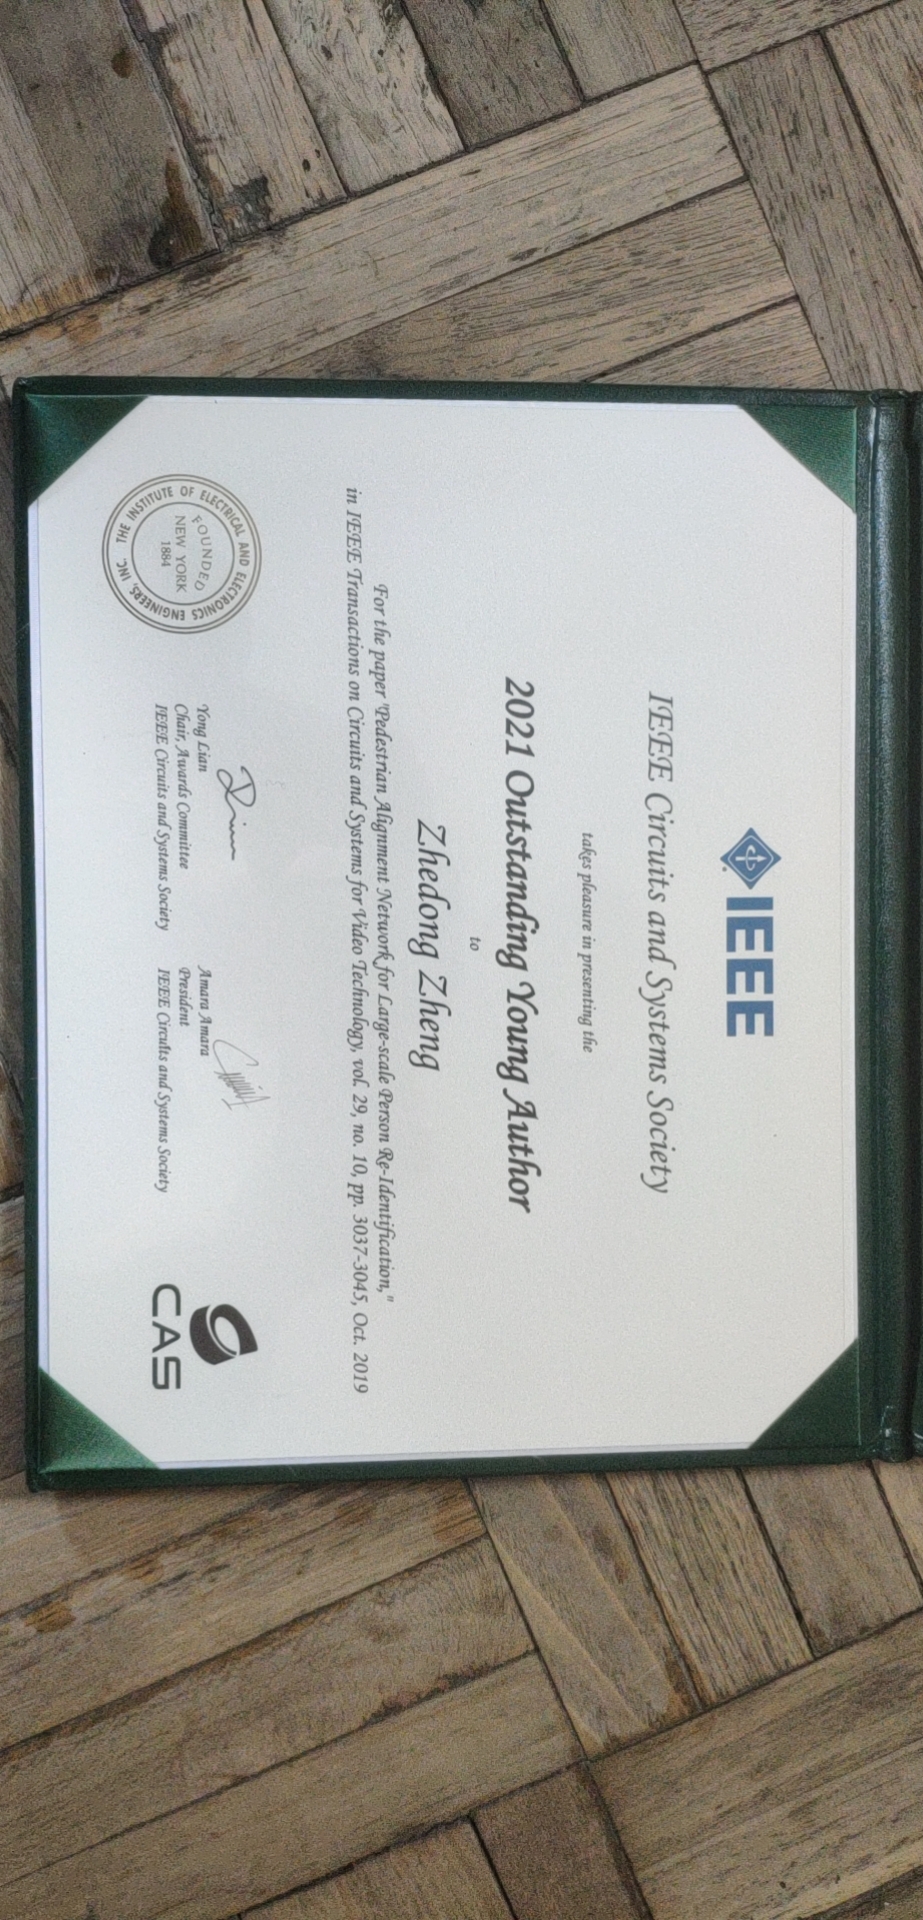 IEEE
IEEE Circuits and Systems Society
takes pleasure in presenting the
2021 Outstanding Young Author
to
Zhedong Zheng
For the paper "Pedestrian Alignment Network for Large-scale Person Re-Identification,"
in IEEE Transactions on Circuits and Systems for Video Technology, vol. 29, no. 10, pp. 3037-3045, Oct. 2019
THE INSTITUTE OF ELECTRICAL AND ELECTRONICS ENGINEERS, INC.
FOUNDED
NEW YORK
1884
Yong Lian
Chair, Awards Committee
IEEE Circuits and Systems Society
Amara Amara
President
IEEE Circuits and Systems Society
CAS